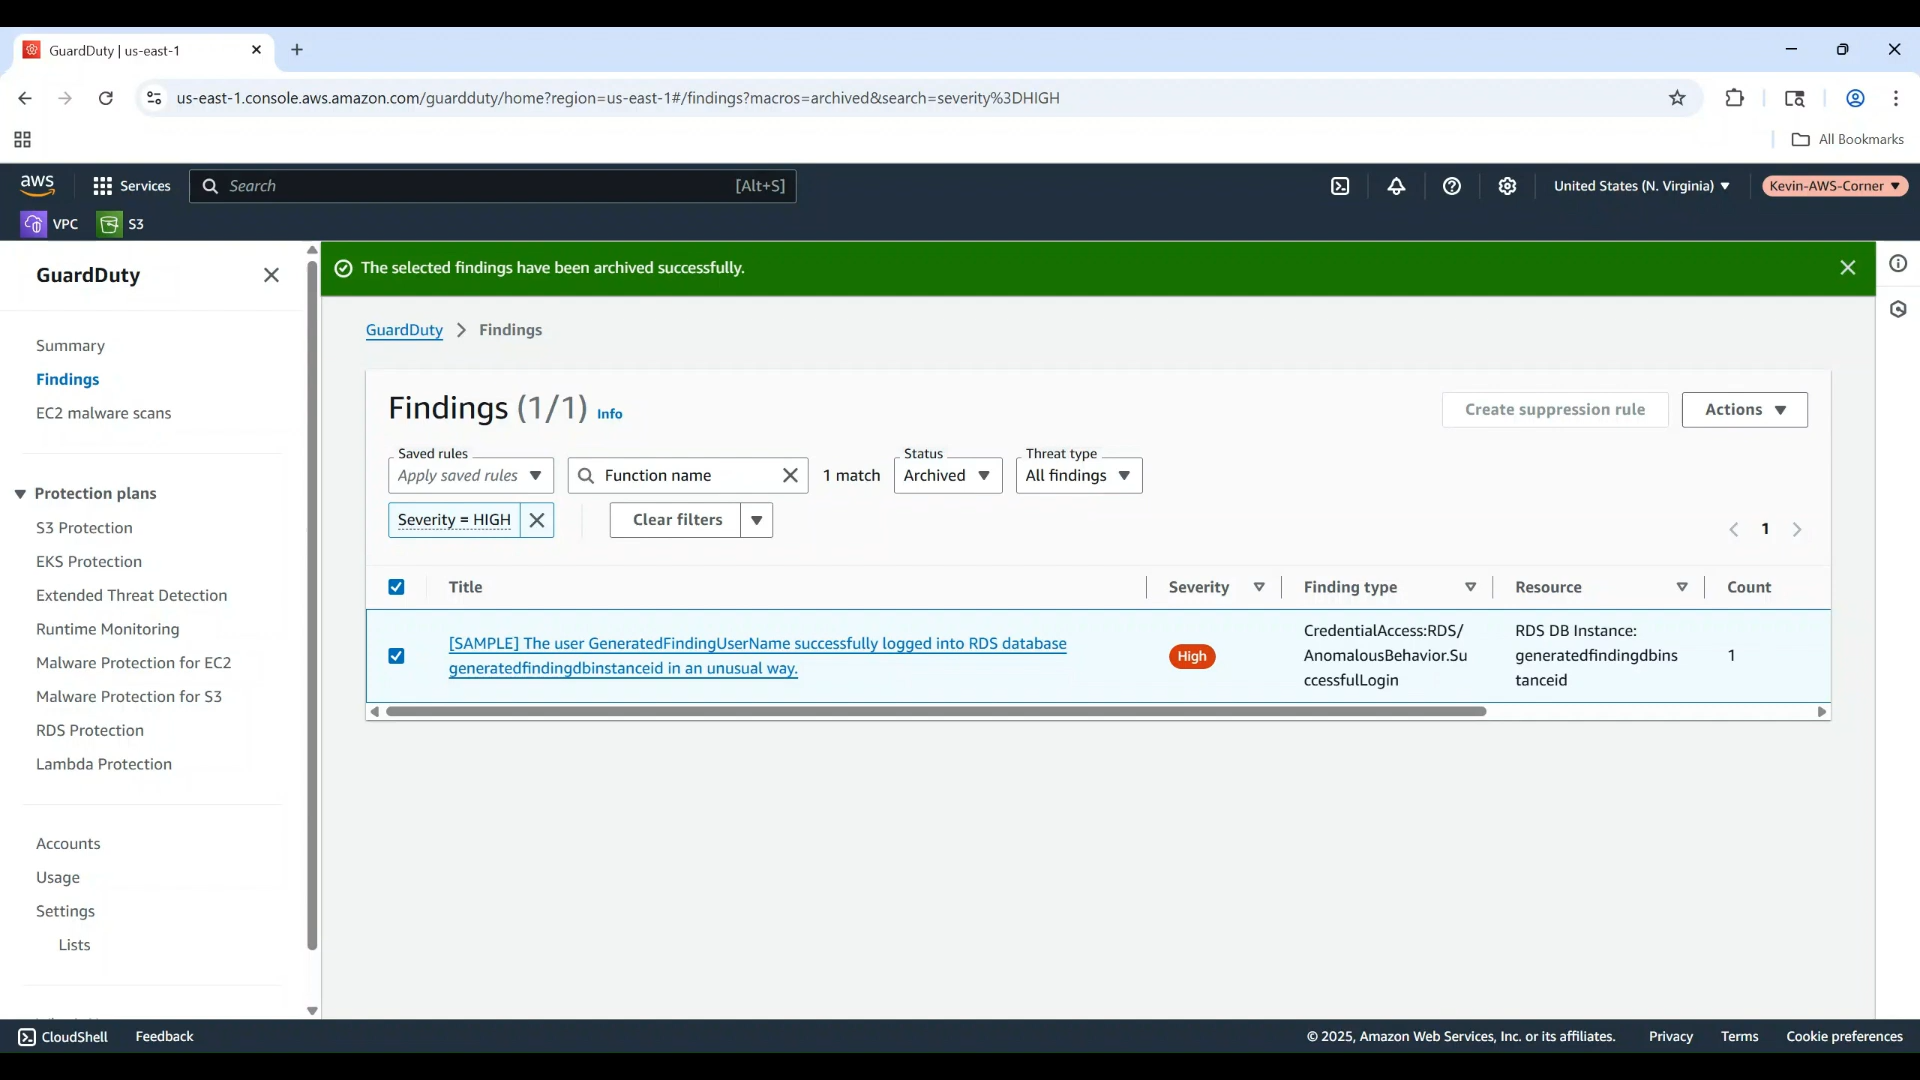 GuardDuty | us-east-1
us-east-1.console.aws.amazon.com/guardduty/home?region=us-east-1#/findings?macros=archived&search=severity%3DHIGH
All Bookmarks
aws
Services
Search
[Alt+S]
United States (N. Virginia)
Kevin-AWS-Corner
VPC
S3
GuardDuty
Summary
Findings
EC2 malware scans
Protection plans
S3 Protection
EKS Protection
Extended Threat Detection
Runtime Monitoring
Malware Protection for EC2
Malware Protection for S3
RDS Protection
Lambda Protection
Accounts
Usage
Settings
Lists
The selected findings have been archived successfully.
GuardDuty > Findings
Findings (1/1) Info
Create suppression rule
Actions
Saved rules
Apply saved rules
Function name
1 match
Status
Archived
Threat type
All findings
Severity = HIGH
Clear filters
1
Title
Severity
Finding type
Resource
Count
[SAMPLE] The user GeneratedFindingUserName successfully logged into RDS database
generatedfindingdbinstanceid in an unusual way.
High
CredentialAccess:RDS/
AnomalousBehavior.Su
ccessfulLogin
RDS DB Instance:
generatedfindingdbins
tanceid
1
CloudShell
Feedback
© 2025, Amazon Web Services, Inc. or its affiliates.
Privacy
Terms
Cookie preferences